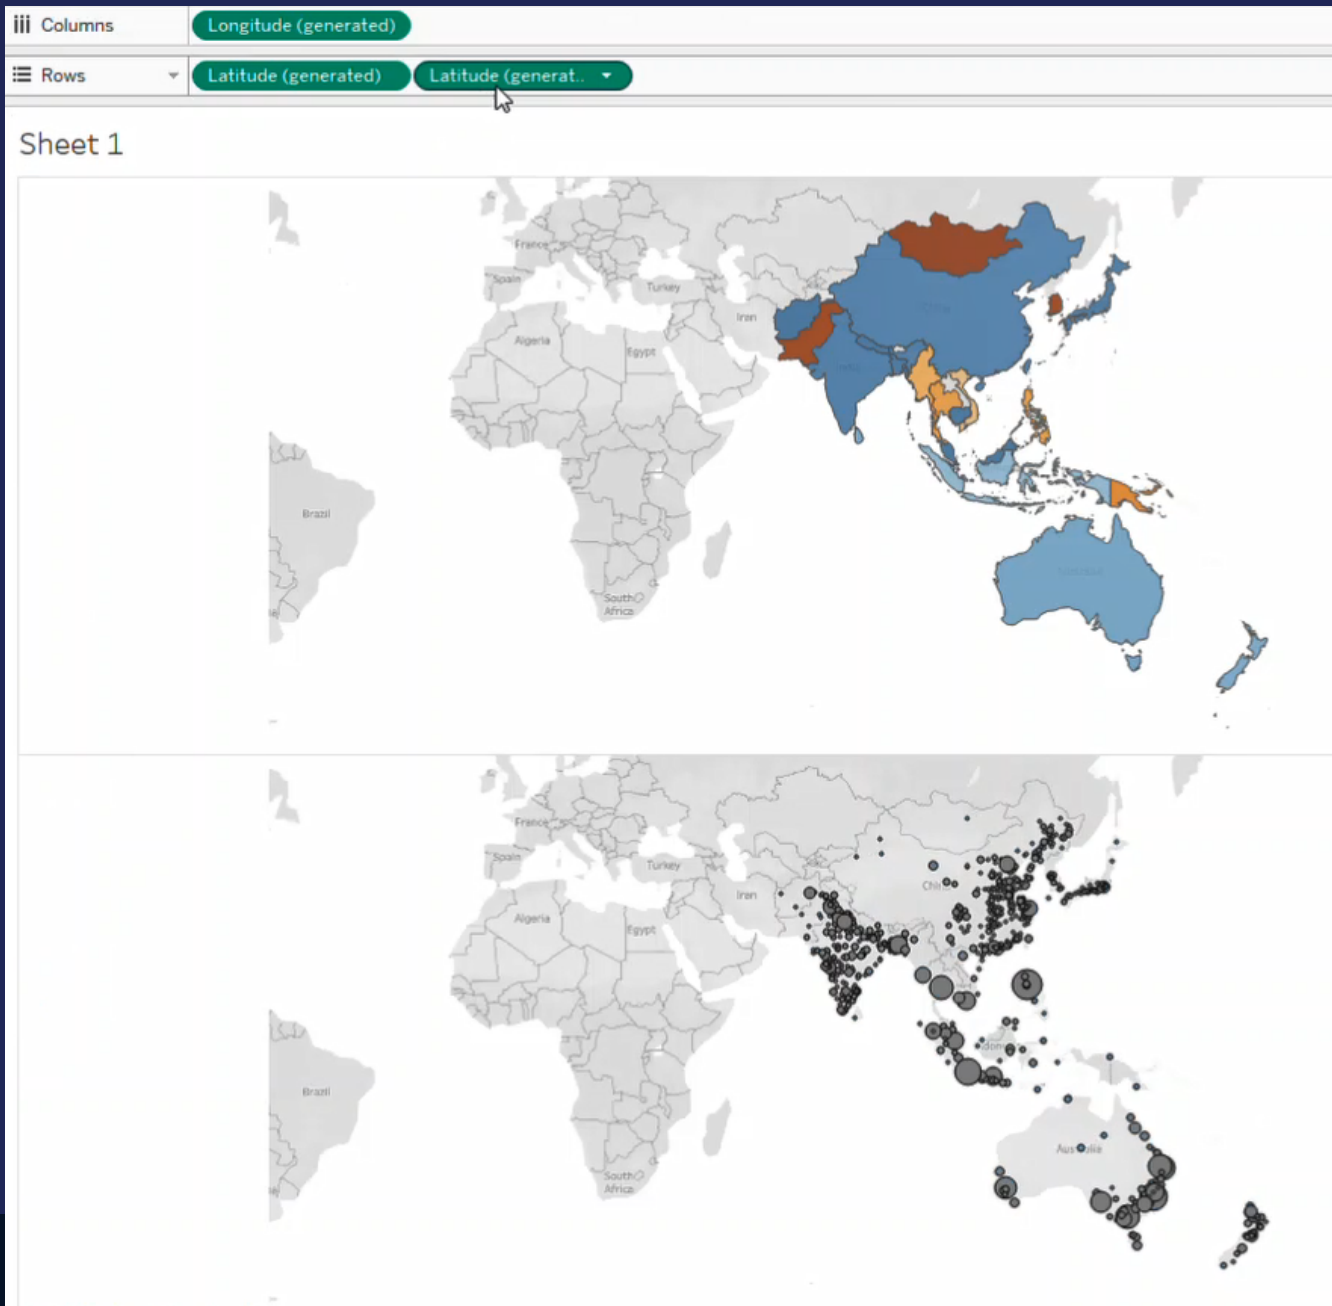 Columns
Longitude (generated)
Rows
Latitude (generated)
Latitude (generat..
Sheet 1
France
Spain
Turkey
Iran
Algeria
Egypt
Brazil
South
Africa
France
Spain
Turkey
Iran
Chi
Algeria
Egypt
Brazil
South
Africa